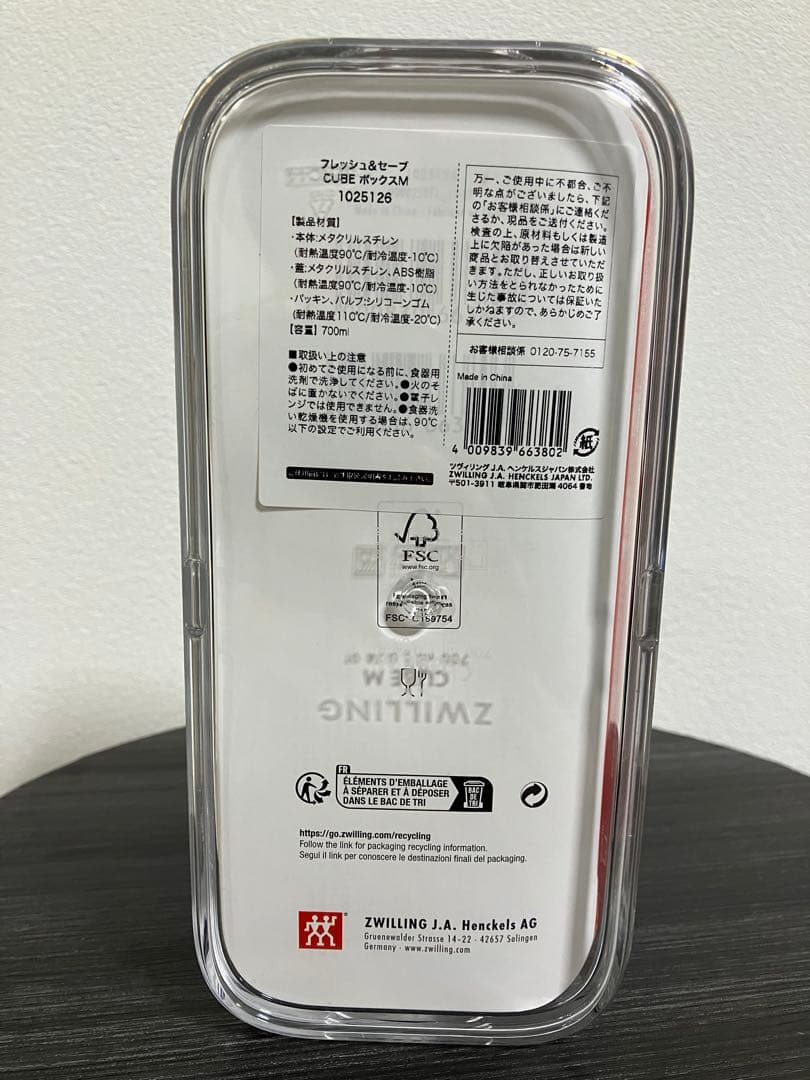 フレッシュ&セーブ
CUBE ボックスM
1025126
【製品材質】
・本体:メタクリルスチレン
(耐熱温度90℃/耐冷温度-10℃)
・蓋:メタクリルスチレン、ABS樹脂
(耐熱温度90℃/耐冷温度-10℃)
・パッキン、バルブ:シリコーンゴム
(耐熱温度110℃/耐冷温度-20℃)
【容量】700ml
■取扱い上の注意
●初めてご使用になる前に、食器用
洗剤で洗浄してください。●火のそ
ばに置かないでください。●電子レ
ンジでは使用できません。●食器洗
い乾燥機を使用する場合は、90℃
以下の設定でご利用ください。
万一、ご使用中に不都合、ご不
明な点がございましたら、下記
の「お客様相談係」にご連絡くだ
さるか、現品をご送付ください。
検査の上、原材料もしくは製造
上に欠陥があった場合は新しい
商品とお取り替えさせていただ
きます。ただし、正しいお取り扱
い方法をとられなかったために
生じた事故については保証いた
しかねますので、あらかじめご了
承ください。
お客様相談係 0120-75-7155
Made in China
4 009839 663802
紙
ツヴィリング J.A. ヘンケルスジャパン株式会社
ZWILLING J.A. HENCKELS JAPAN LTD.
〒501-3911 岐阜県関市肥田瀬 4064 番地
FSC
www.fsc.org
FSC
ZWILLING
FR
ÉLÉMENTS D'EMBALLAGE
À SÉPARER ET À DÉPOSER
DANS LE BAC DE TRI
BAC
DE
TRI
https://go.zwilling.com/recycling
Follow the link for packaging recycling information.
Segui il link per conoscere le destinazioni finali del packaging.
ZWILLING J.A. Henckels AG
Gruenewalder Strasse 14-22 · 42657 Solingen
Germany · www.zwilling.com